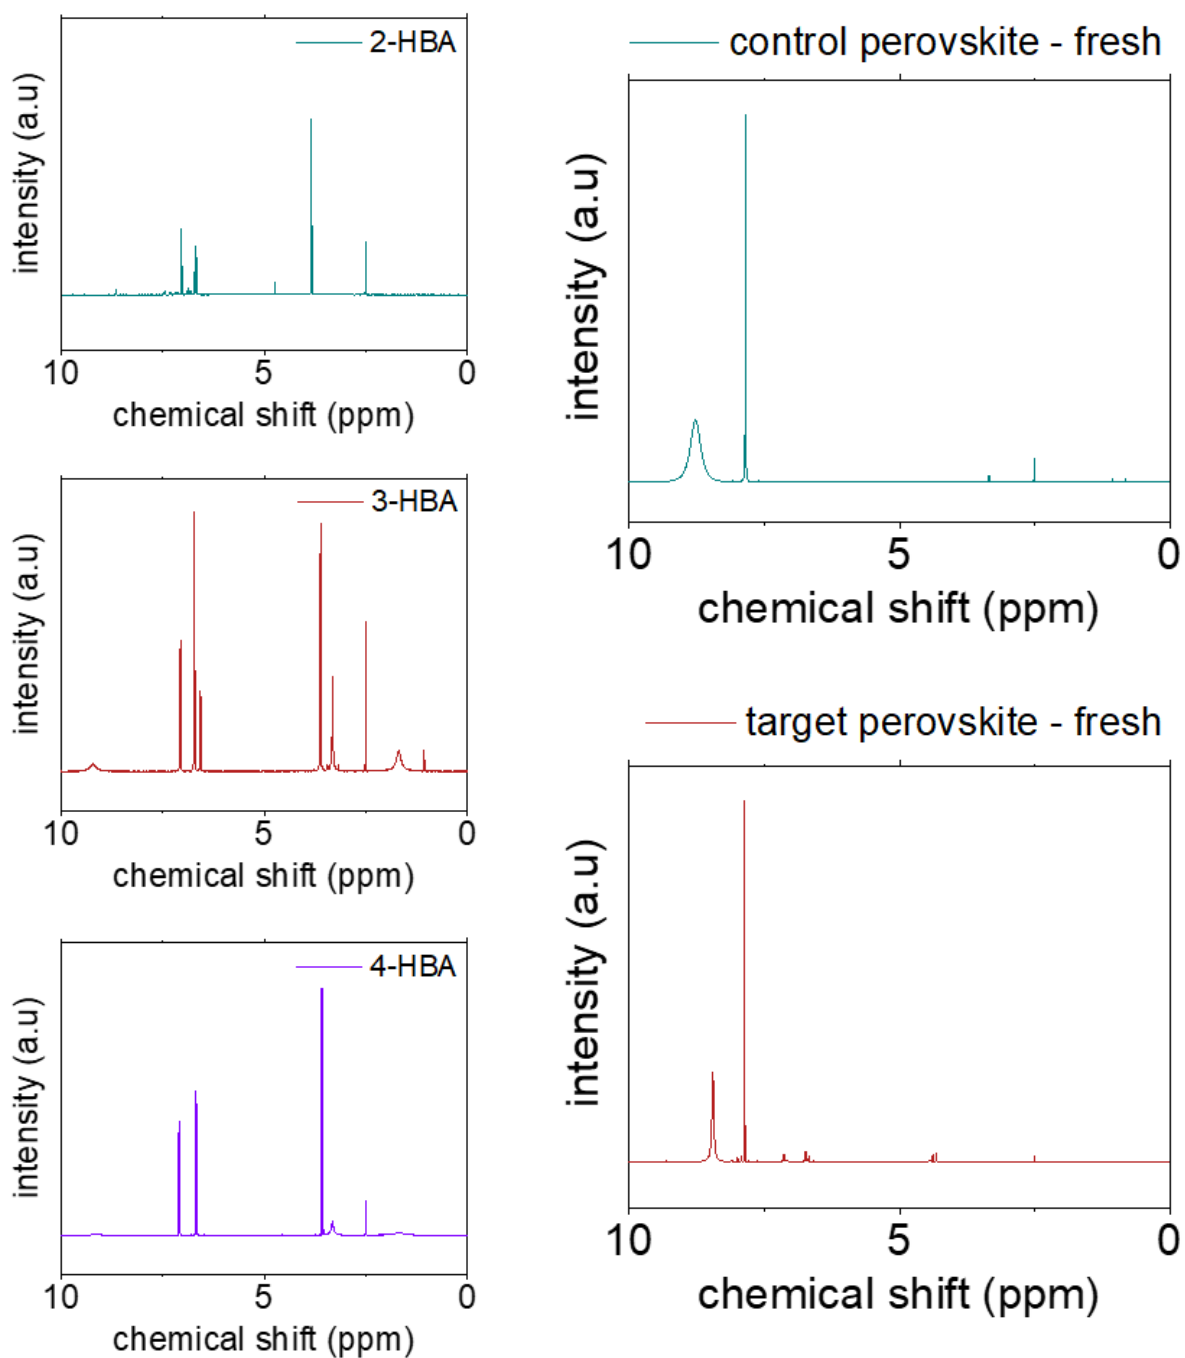 2-HBA
intensity (a.u)
10 5 0
chemical shift (ppm)
3-HBA
intensity (a.u)
10 5 0
chemical shift (ppm)
4-HBA
intensity (a.u)
10 5 0
chemical shift (ppm)
control perovskite - fresh
intensity (a.u)
10 5 0
chemical shift (ppm)
target perovskite - fresh
intensity (a.u)
10 5 0
chemical shift (ppm)